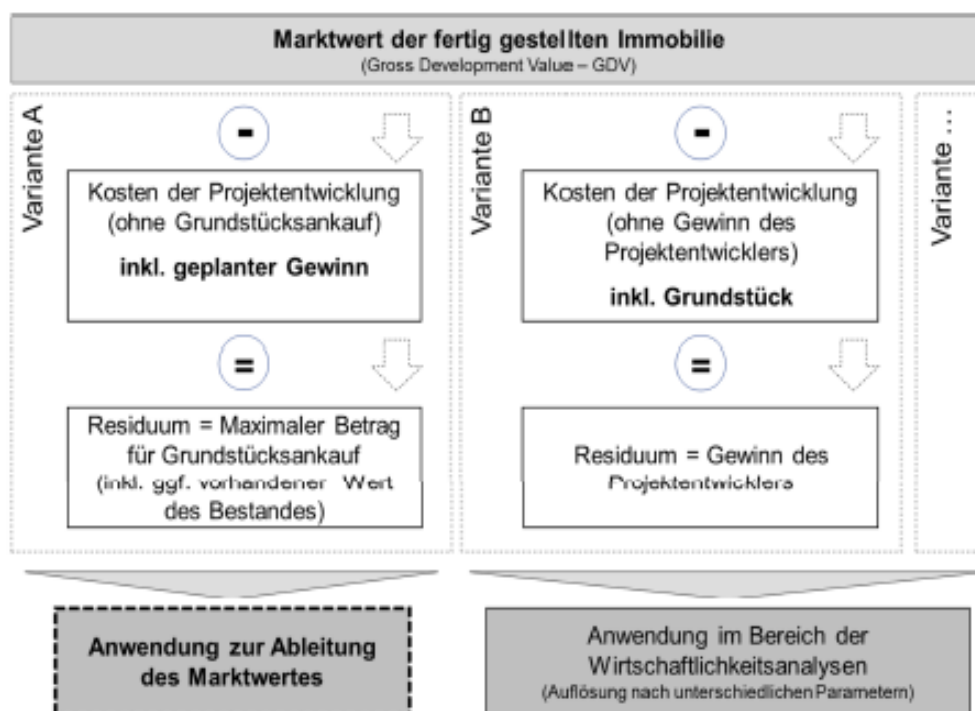 Marktwert der fertig gestellten Immobilie
(Gross Development Value – GDV)
Variante A
-
Kosten der Projektentwicklung
(ohne Grundstücksankauf)
inkl. geplanter Gewinn
=
Residuum = Maximaler Betrag
für Grundstücksankauf
(inkl. ggf. vorhandener Wert
des Bestandes)
Anwendung zur Ableitung
des Marktwertes
Variante B
-
Kosten der Projektentwicklung
(ohne Gewinn des
Projektentwicklers)
inkl. Grundstück
=
Residuum = Gewinn des
Projektentwicklers
Variante ...
Anwendung im Bereich der
Wirtschaftlichkeitsanalysen
(Auflösung nach unterschiedlichen Parametern)